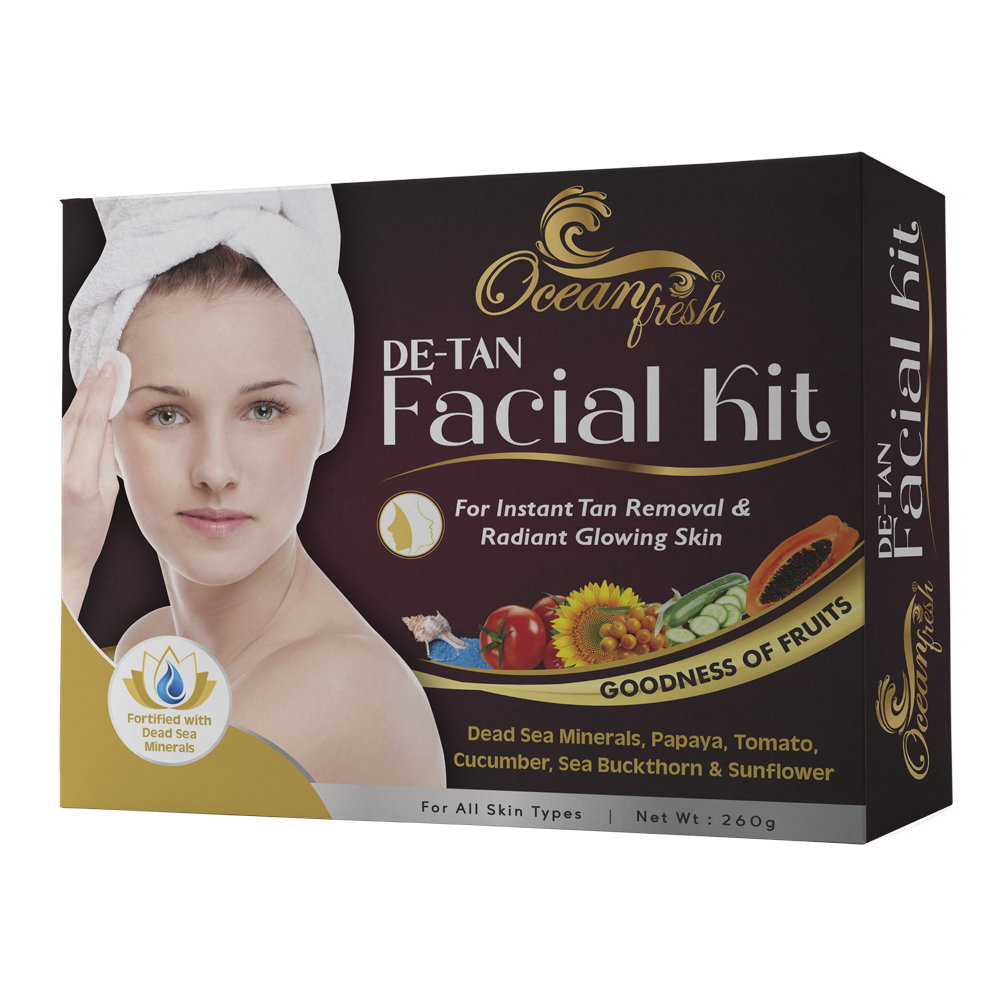 Oceanfresh®
DE-TAN
Facial Kit
For Instant Tan Removal &
Radiant Glowing Skin
GOODNESS OF FRUITS
Fortified with
Dead Sea
Minerals
Dead Sea Minerals, Papaya, Tomato,
Cucumber, Sea Buckthorn & Sunflower
For All Skin Types | Net Wt : 260g
DE-TAN
Facial Kit
Oceanfresh®